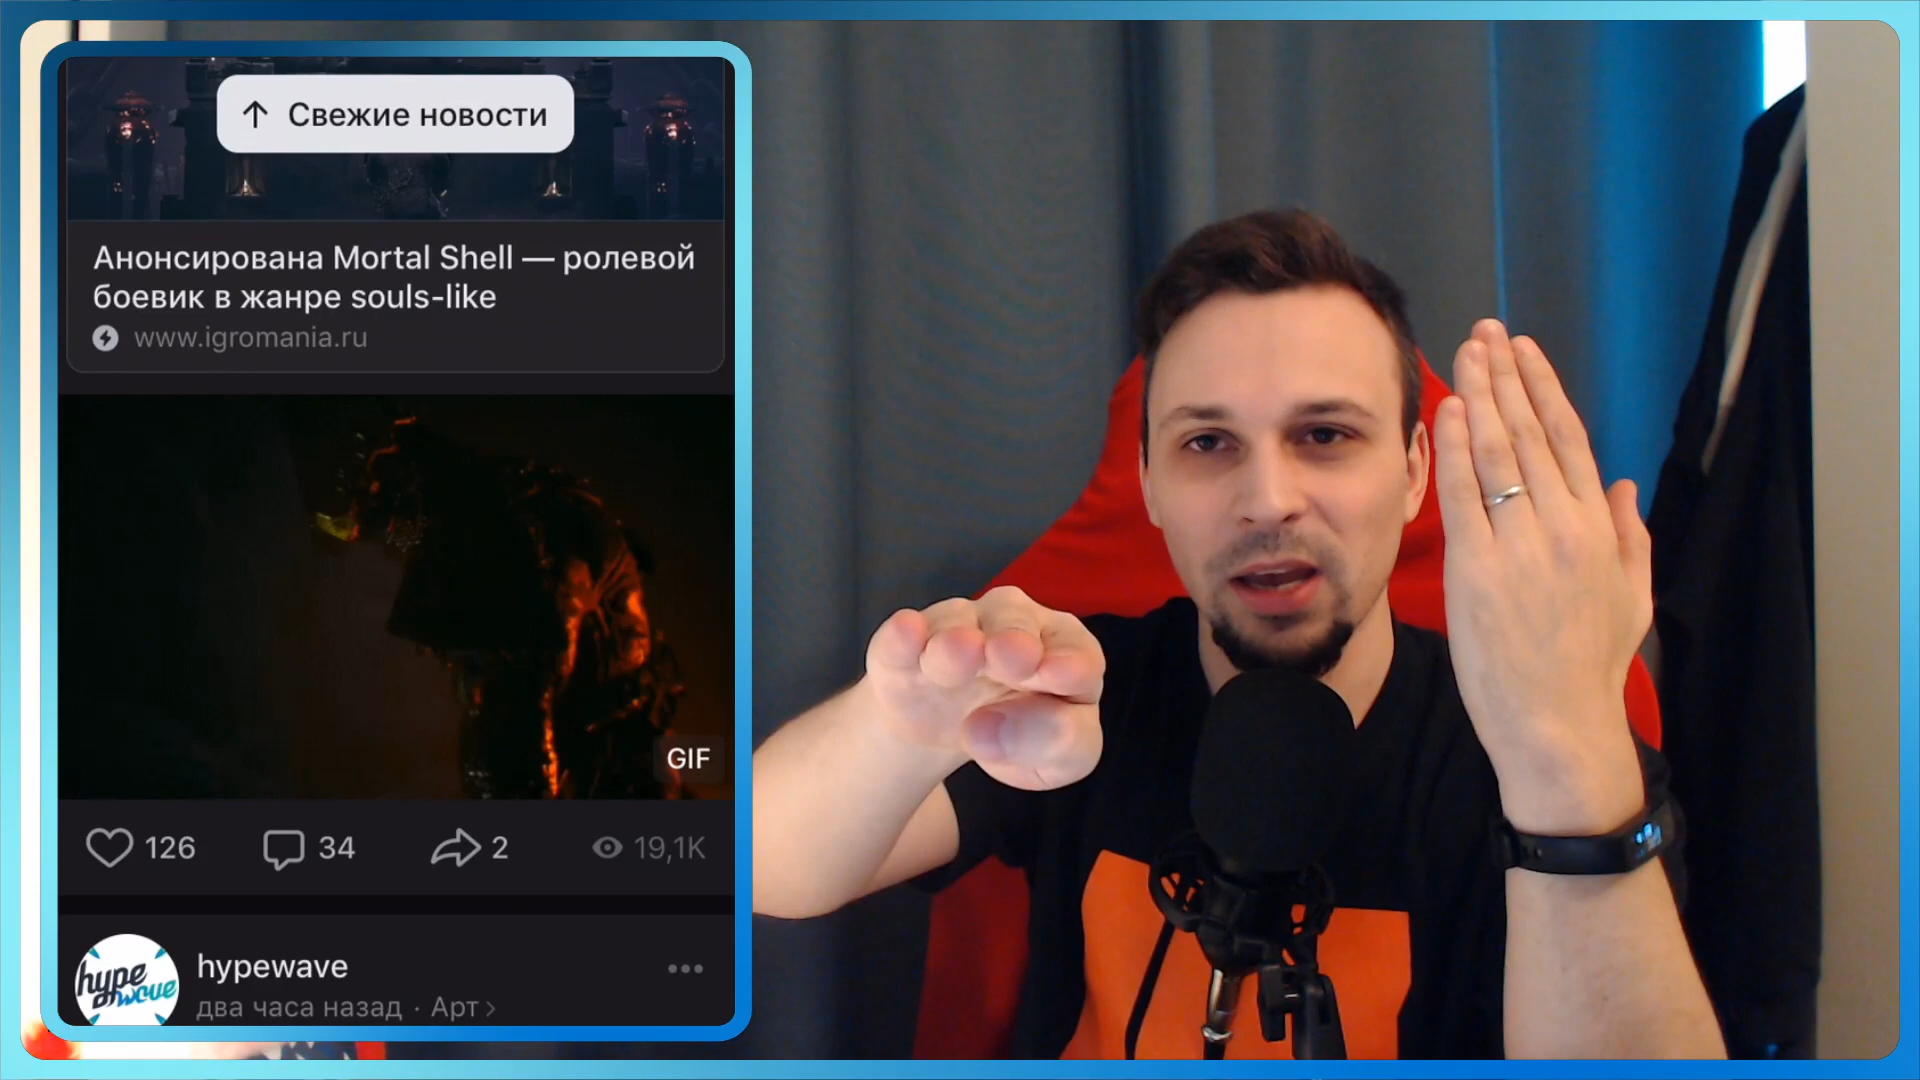 Свежие новости
Анонсирована Mortal Shell — ролевой
боевик в жанре souls-like
www.igromania.ru
GIF
126 34 2 19,1K
hype
wave
hypewave
два часа назад · Арт